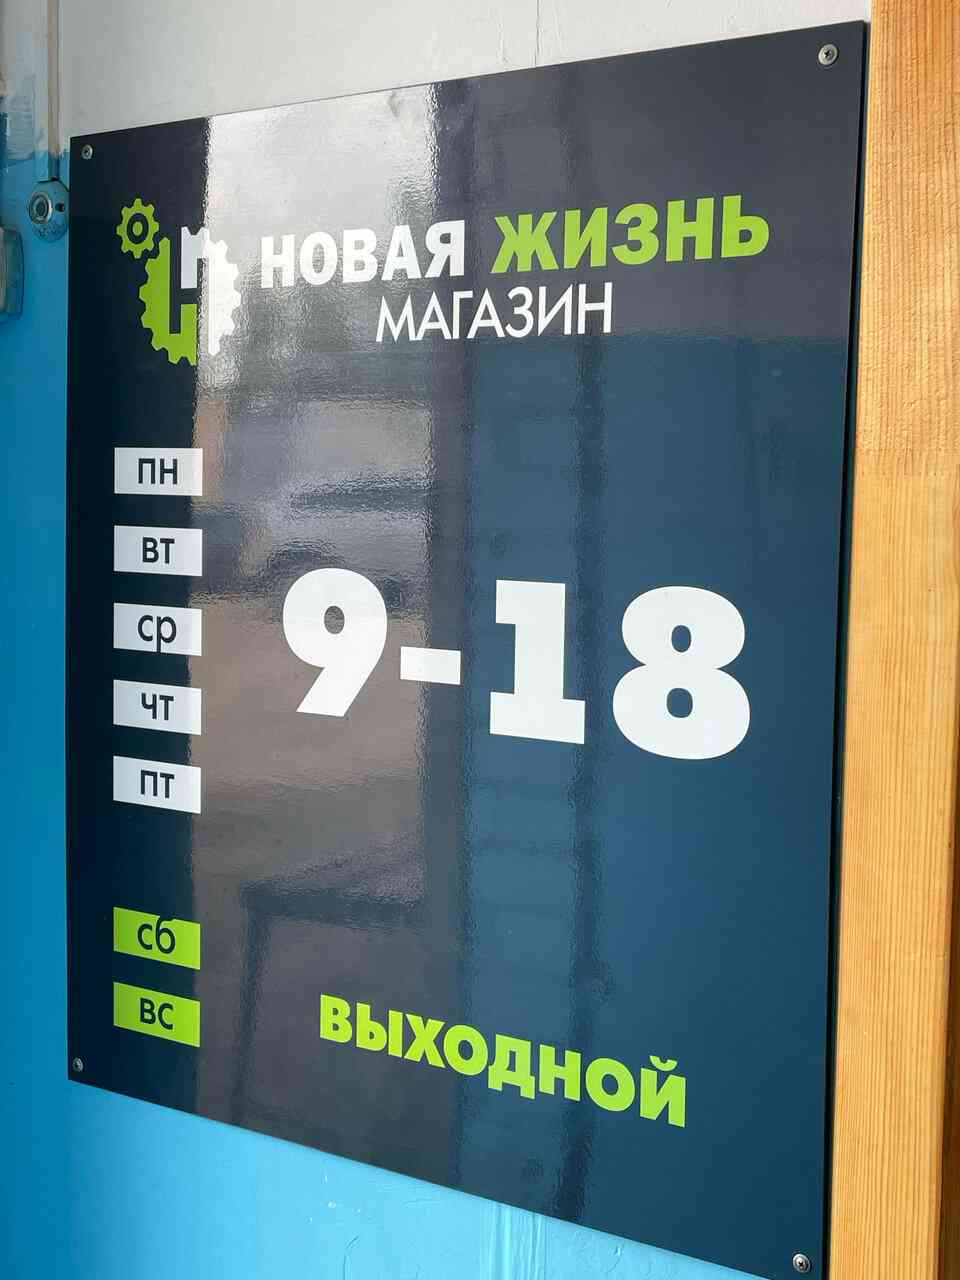 НОВАЯ ЖИЗНЬ
МАГАЗИН
ПН
ВТ
СР
ЧТ
ПТ
9-18
СБ
ВС
ВЫХОДНОЙ